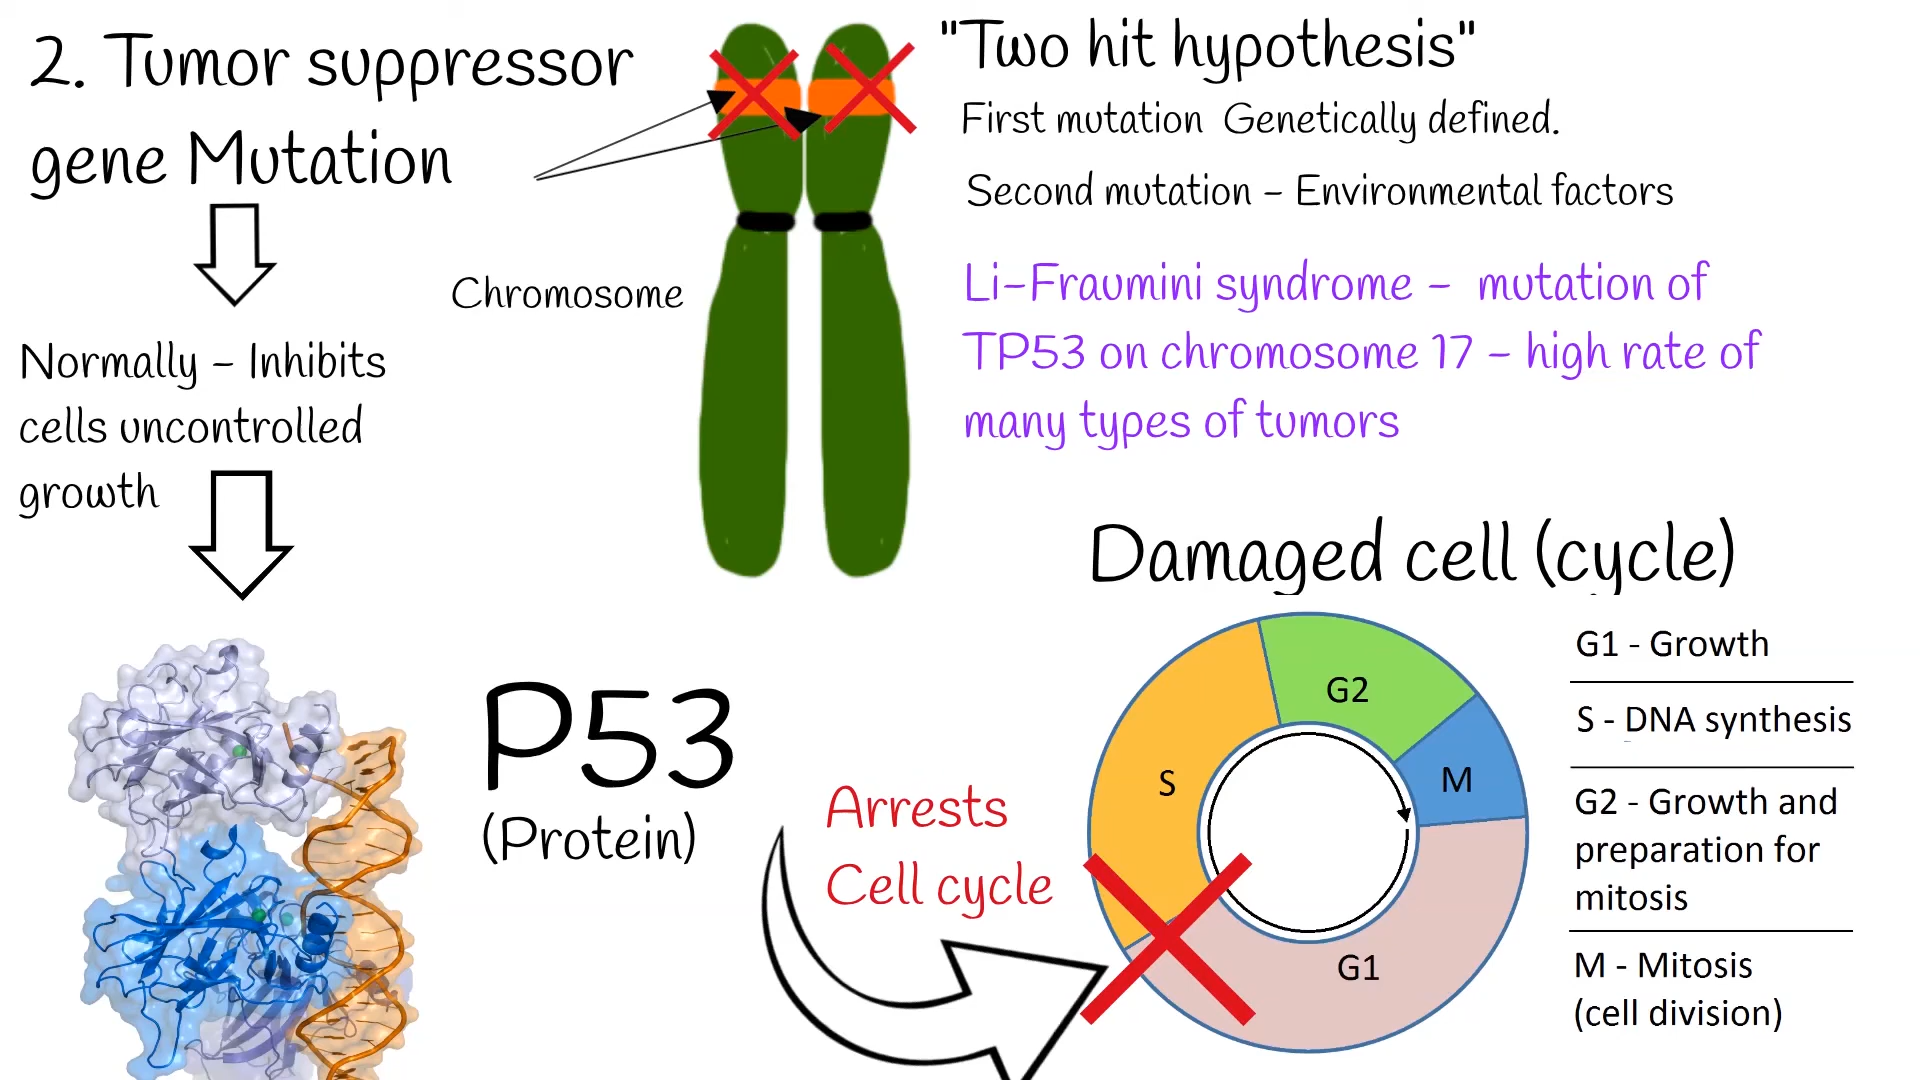 2. Tumor suppressor
gene Mutation
Normally - Inhibits
cells uncontrolled
growth
Chromosome
"Two hit hypothesis"
First mutation Genetically defined.
Second mutation - Environmental factors
Li-Fraumini syndrome - mutation of
TP53 on chromosome 17 - high rate of
many types of tumors
P53
(Protein)
Arrests
Cell cycle
Damaged cell (cycle)
G2
S
M
G1
G1 - Growth
S - DNA synthesis
G2 - Growth and
preparation for
mitosis
M - Mitosis
(cell division)